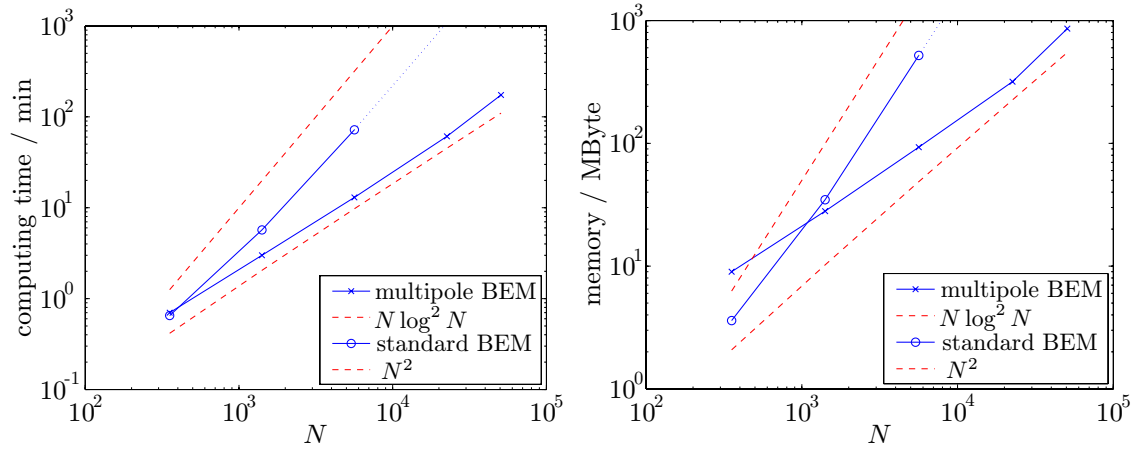 computing time / min
10^3
10^2
10^1
10^0
10^-1
10^2
10^3
10^4
10^5
N
multipole BEM
N log^2 N
standard BEM
N^2
memory / MByte
10^3
10^2
10^1
10^0
10^2
10^3
10^4
10^5
N
multipole BEM
N log^2 N
standard BEM
N^2